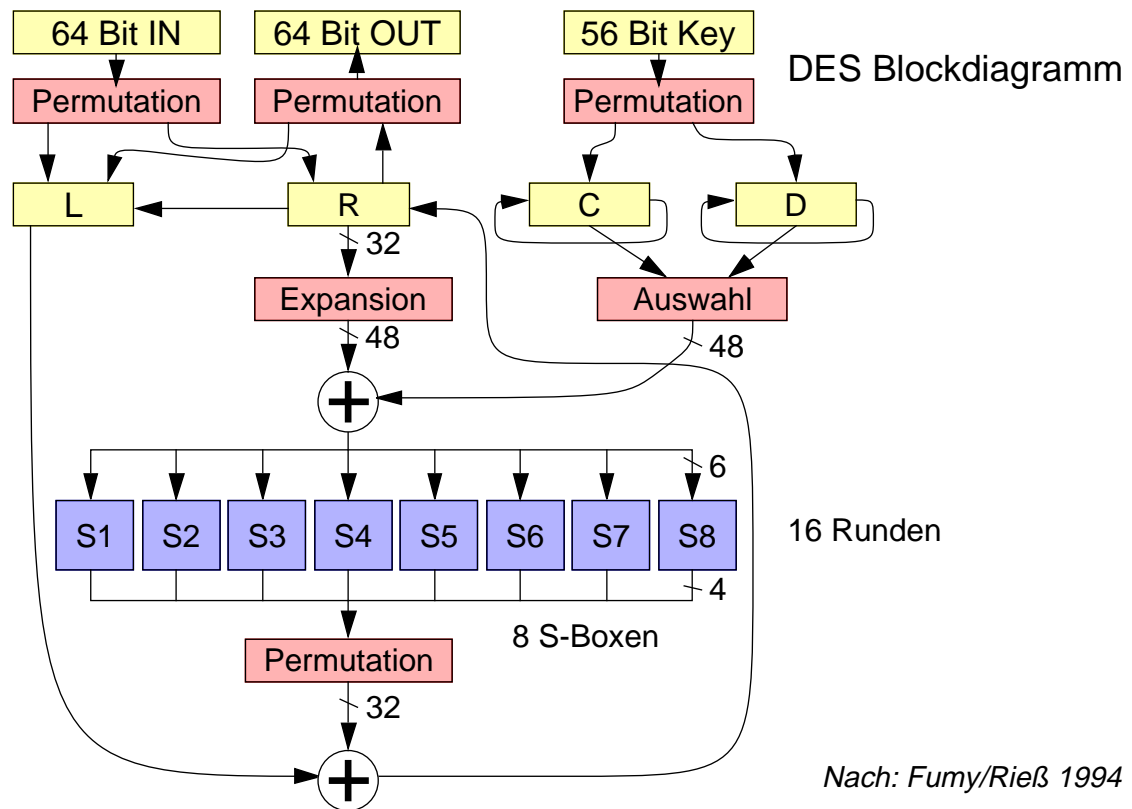 64 Bit IN
64 Bit OUT
56 Bit Key
DES Blockdiagramm
Permutation
Permutation
Permutation
L
R
C
D
32
Expansion
Auswahl
48
48
6
S1
S2
S3
S4
S5
S6
S7
S8
16 Runden
4
8 S-Boxen
Permutation
32
Nach: Fumy/Rieß 1994